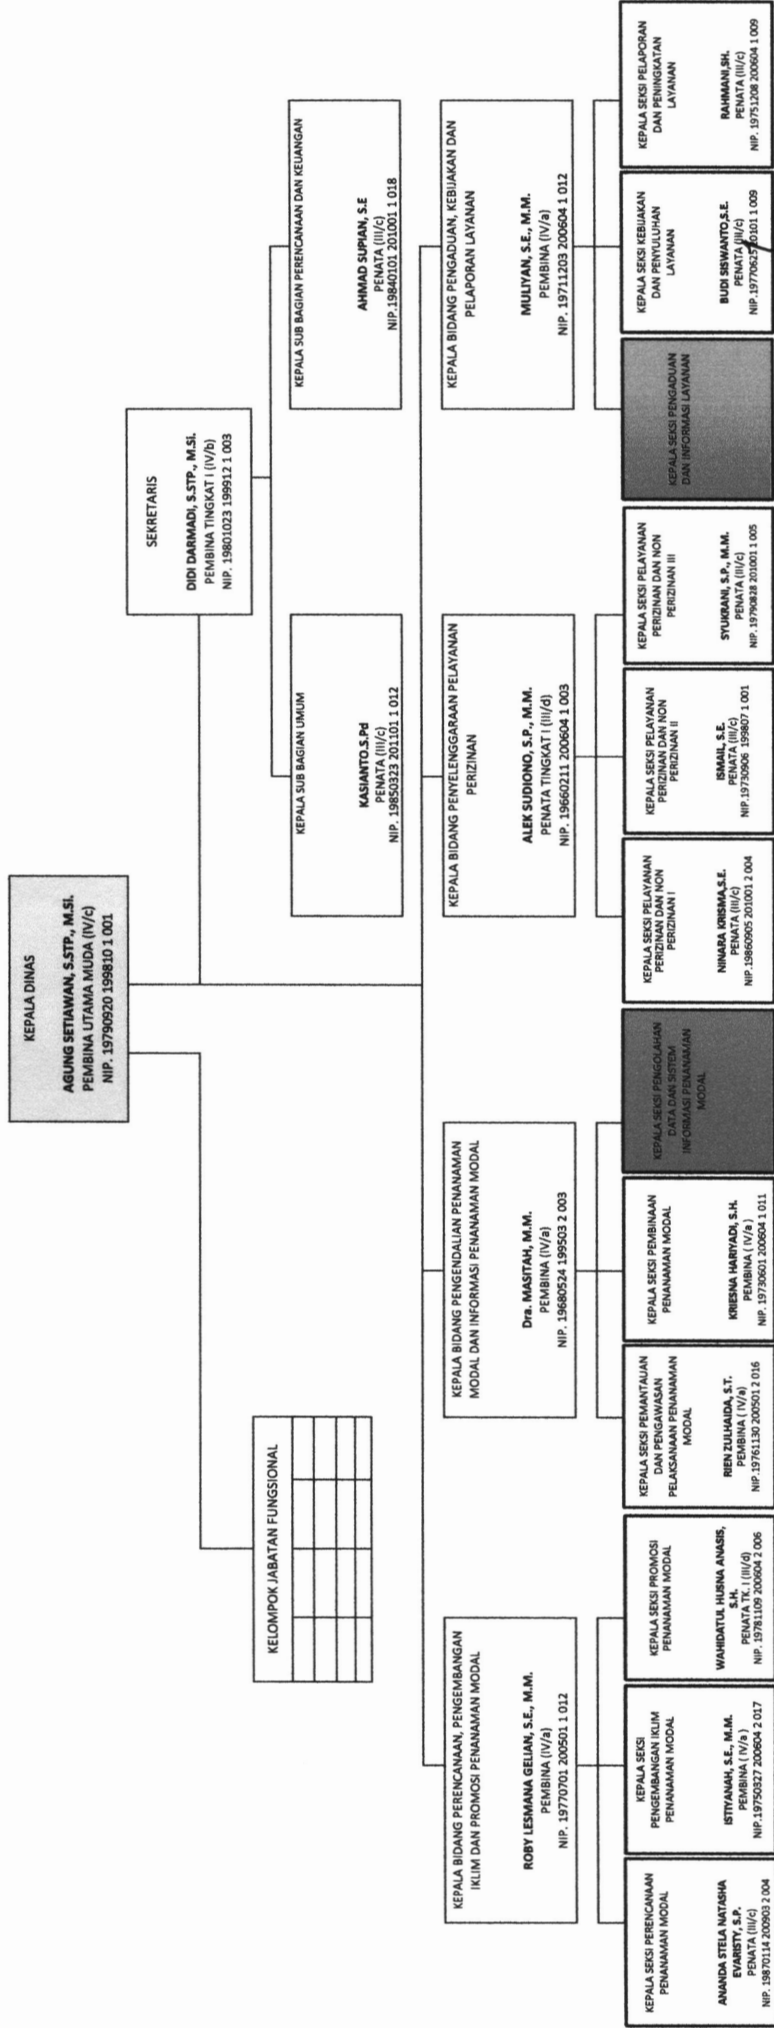 KEPALA DINAS
AGUNG SETIAWAN, S.STP., M.Si.
PEMBINA UTAMA MUDA (IV/c)
NIP. 19790920 199810 1 001
SEKRETARIS
DIDI DARMADI, S.STP., M.Si.
PEMBINA TINGKAT I (IV/b)
NIP. 19801023 199912 1 003
KELOMPOK JABATAN FUNGSIONAL
KEPALA SUB BAGIAN UMUM
KASIANTO.S.Pd
PENATA (III/c)
NIP. 19850323 201101 1 012
KEPALA SUB BAGIAN PERENCANAAN DAN KEUANGAN
AHMAD SUPIAN, S.E
PENATA (III/c)
NIP.19840101 201001 1 018
KEPALA BIDANG PERENCANAAN, PENGEMBANGAN
IKLIM DAN PROMOSI PENANAMAN MODAL
ROBY LESMANA GELIAN, S.E., M.M.
PEMBINA (IV/a)
NIP. 19770701 200501 1 012
KEPALA BIDANG PENGENDALIAN PENANAMAN
MODAL DAN INFORMASI PENANAMAN MODAL
Dra. MASITAH, M.M.
PEMBINA (IV/a)
NIP. 19680524 199503 2 003
KEPALA BIDANG PENYELENGGARAAN PELAYANAN
PERIZINAN
ALEK SUDIONO, S.P., M.M.
PENATA TINGKAT I (III/d)
NIP. 19660211 200604 1 003
KEPALA BIDANG PENGADUAN, KEBIJAKAN DAN
PELAPORAN LAYANAN
MULIYAN, S.E., M.M.
PEMBINA (IV/a)
NIP. 19711203 200604 1 012
KEPALA SEKSI PERENCANAAN
PENANAMAN MODAL
ANANDA STELA NATASHA
EVARISTY, S.P.
PENATA (III/c)
NIP. 19870114 200903 2 004
KEPALA SEKSI
PENGEMBANGAN IKLIM
PENANAMAN MODAL
ISTIYANAH, S.E., M.M.
PEMBINA ( IV/a )
NIP.19750327 200604 2 017
KEPALA SEKSI PROMOSI
PENANAMAN MODAL
WAHIDATUL HUSNA ANASIS,
S.H.
PENATA TK. I (III/d)
NIP. 19781109 200604 2 006
KEPALA SEKSI PEMANTAUAN
DAN PENGAWASAN
PELAKSANAAN PENANAMAN
MODAL
RIEN ZULHAIDA, S.T.
PEMBINA ( IV/a)
NIP.19761130 200501 2 016
KEPALA SEKSI PEMBINAAN
PENANAMAN MODAL
KRIESNA HARIYADI, S.H.
PEMBINA ( IV/a )
NIP. 19730601 200604 1 011
KEPALA SEKSI PENGOLAHAN
DATA DAN SISTEM
INFORMASI PENANAMAN
MODAL
KEPALA SEKSI PELAYANAN
PERIZINAN DAN NON
PERIZINAN I
NINARA KRISMA,S.E.
PENATA (III/c)
NIP.19860905 201001 2 004
KEPALA SEKSI PELAYANAN
PERIZINAN DAN NON
PERIZINAN II
ISMAIL, S.E.
PENATA (III/c)
NIP.19730906 199807 1 001
KEPALA SEKSI PELAYANAN
PERIZINAN DAN NON
PERIZINAN III
SYUKRANI, S.P., M.M.
PENATA (III/c)
NIP. 19790828 201001 1 005
KEPALA SEKSI PENGADUAN
DAN INFORMASI LAYANAN
KEPALA SEKSI KEBIJAKAN
DAN PENYULUHAN
LAYANAN
BUDI SISWANTO,S.E.
PENATA (III/c)
1 009
KEPALA SEKSI PELAPORAN
DAN PENINGKATAN
LAYANAN
RAHMANI,SH.
PENATA (III/c)
NIP. 19751208 200604 1 009